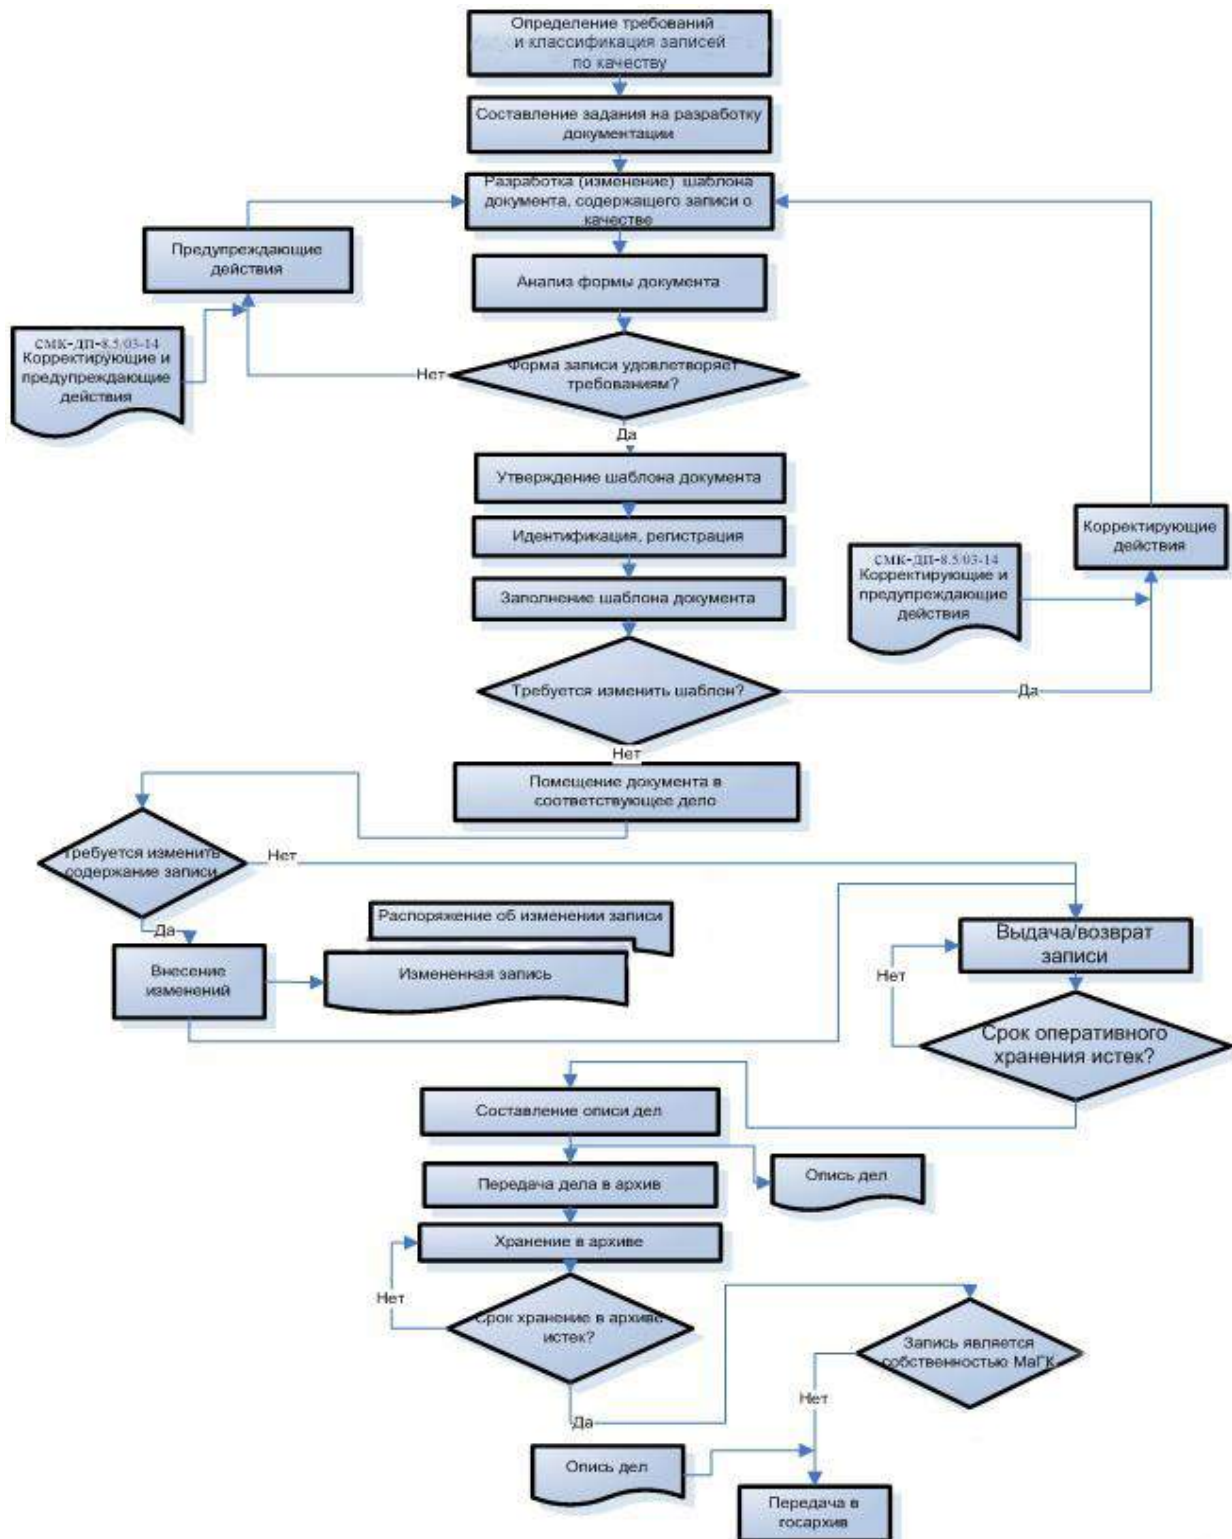 Определение требований
и классификация записей
по качеству
Составление задания на разработку
документации
Разработка (изменение) шаблона
документа, содержащего записи о
качестве
Предупреждающие
действия
Анализ формы документа
СМК-ДП-8.5/03-14
Корректирующие и
предупреждающие
действия
Нет
Форма записи удовлетворяет
требованиям?
Да
Утверждение шаблона документа
Идентификация, регистрация
Корректирующие
действия
СМК-ДП-8.5/03-14
Корректирующие и
предупреждающие
действия
Заполнение шаблона документа
Требуется изменить шаблон?
Да
Нет
Помещение документа в
соответствующее дело
Требуется изменить
содержание записи
Нет
Да
Распоряжение об изменении записи
Внесение
изменений
Измененная запись
Выдача/возврат
записи
Нет
Срок оперативного
хранения истек?
Составление описи дел
Передача дела в архив
Опись дел
Хранение в архиве
Нет
Срок хранение в архиве
истек?
Запись является
собственностью МаГК
Нет
Да
Опись дел
Передача в
госархив